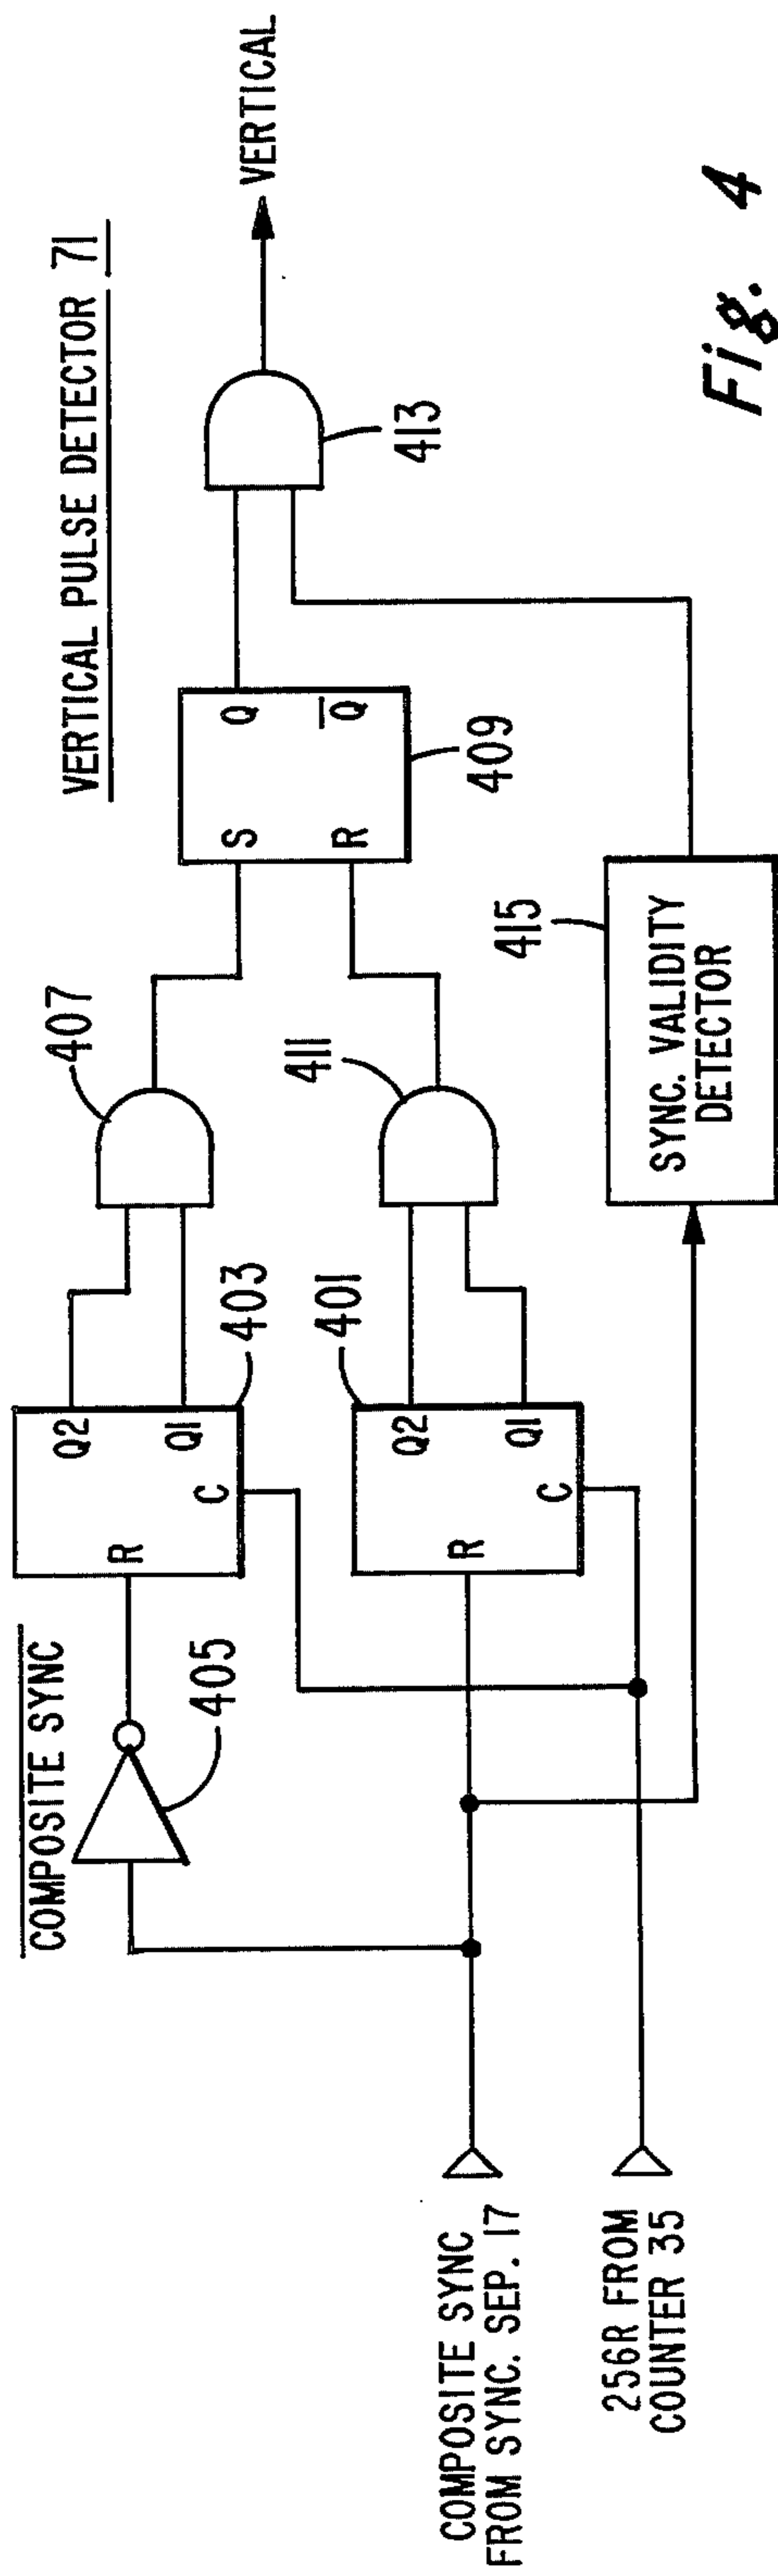 VERTICAL PULSE DETECTOR 71
COMPOSITE SYNC
405
R
Q2
Q1
C
403
407
COMPOSITE SYNC
FROM SYNC. SEP. 17
R
Q2
Q1
C
401
411
S
R
Q
Q
409
413
VERTICAL
256R FROM
COUNTER 35
415
SYNC. VALIDITY
DETECTOR
Fig. 4